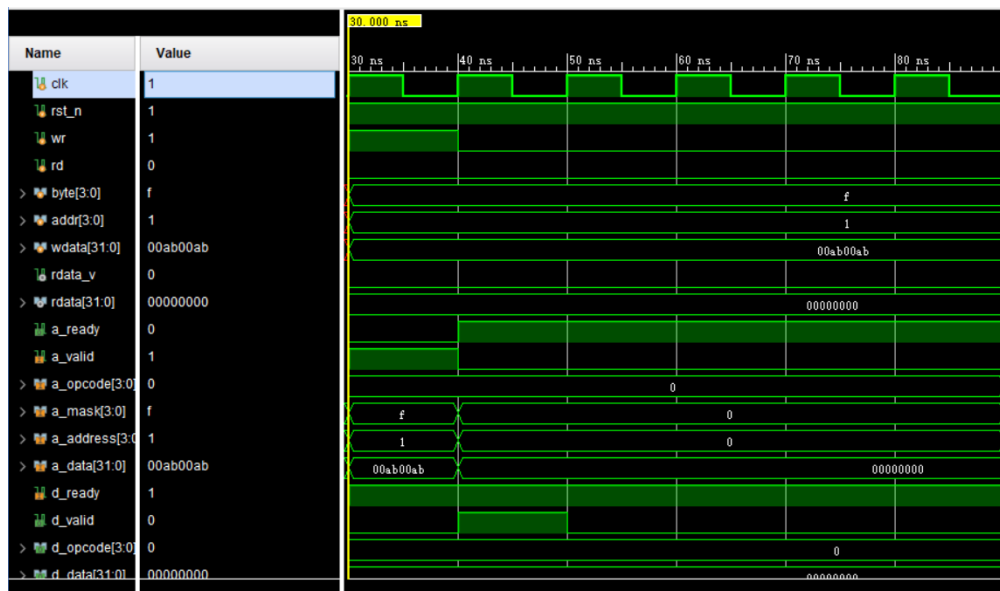 30.000 ns
Name Value
30 ns 40 ns 50 ns 60 ns 70 ns 80 ns
clk 1
rst_n 1
wr 1
rd 0
byte[3:0] f f
addr[3:0] 1 1
wdata[31:0] 00ab00ab 00ab00ab
rdata_v 0
rdata[31:0] 00000000 00000000
a_ready 0
a_valid 1
a_opcode[3:0] 0 0
a_mask[3:0] f f 0
a_address[3:0 1 1 0
a_data[31:0] 00ab00ab 00ab00ab 00000000
d_ready 1
d_valid 0
d_opcode[3:0] 0 0
d_data[31:0] 00000000 00000000